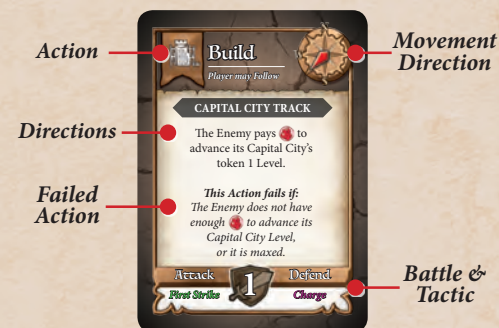 Action
Build
Player may Follow
Movement
Direction
CAPITAL CITY TRACK
Directions
The Enemy pays to
advance its Capital City's
token 1 Level.
Failed
Action
This Action fails if:
The Enemy does not have
enough to advance its
Capital City Level,
or it is maxed.
Attack
1
Defend
First Strike
Charge
Battle &
Tactic